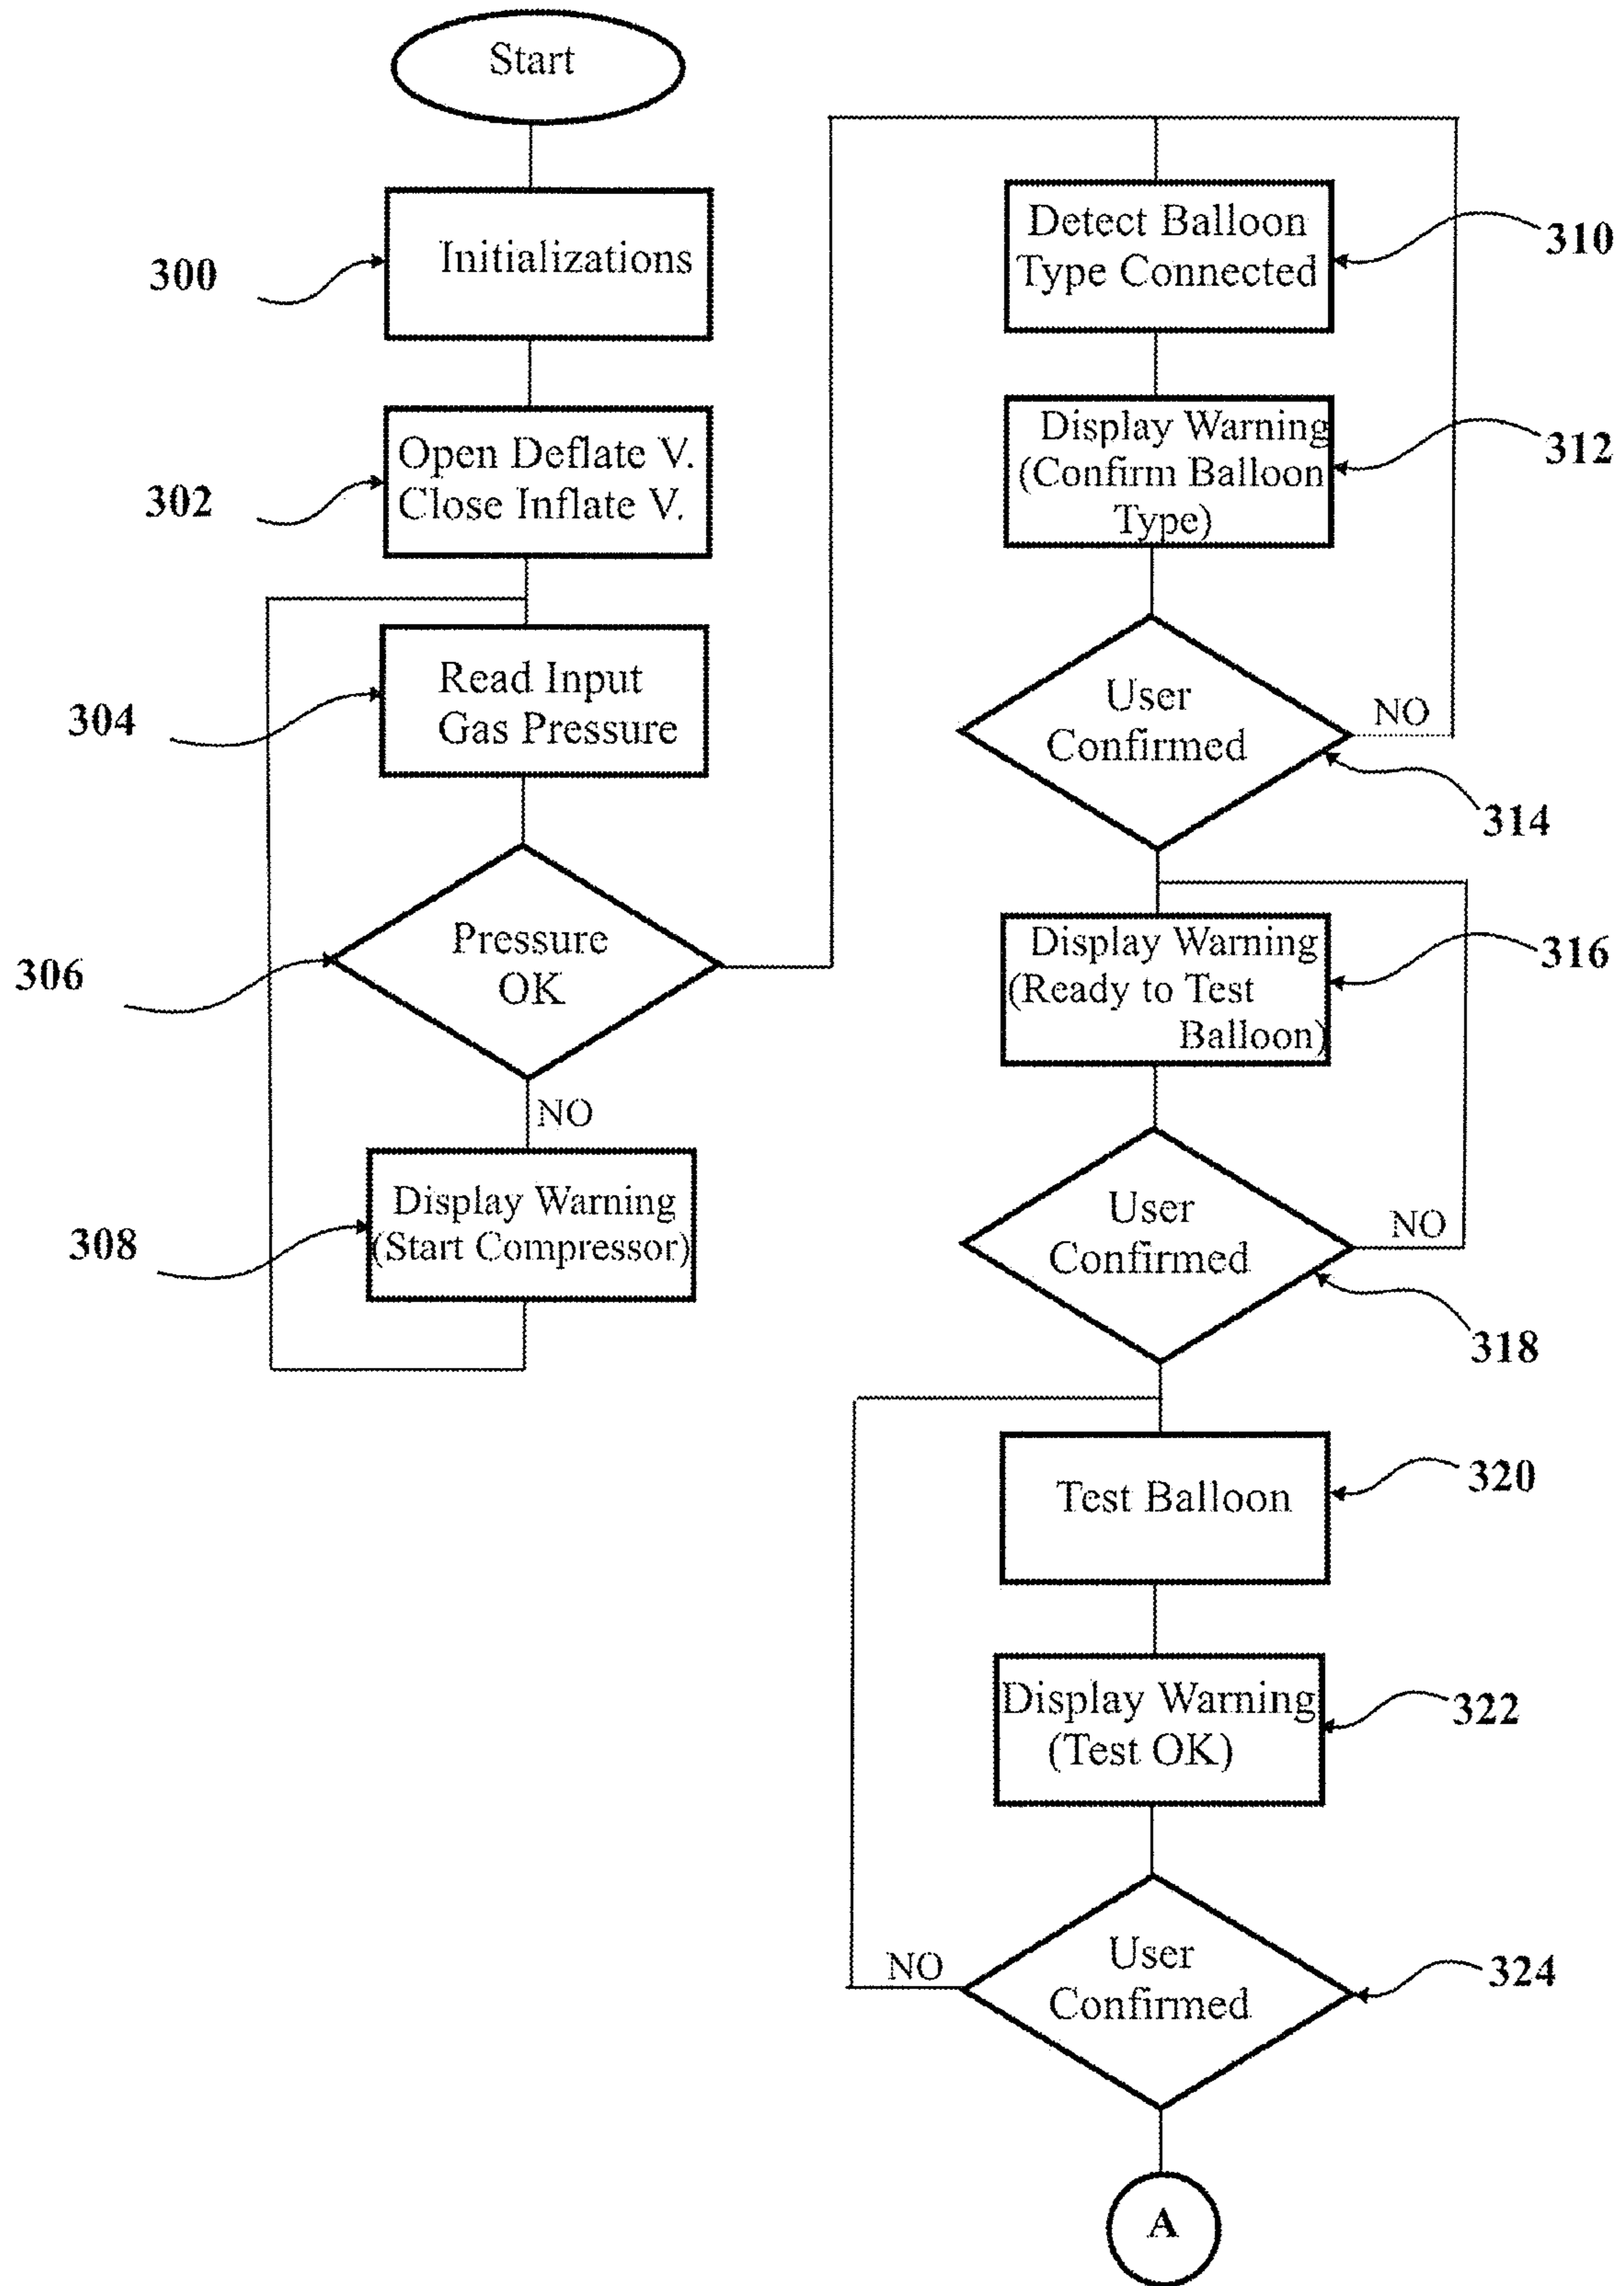 Start
300
Initializations
302
Open Deflate V.
Close Inflate V.
304
Read Input
Gas Pressure
306
Pressure
OK
NO
308
Display Warning
(Start Compressor)
Detect Balloon
Type Connected
310
Display Warning
(Confirm Balloon
Type)
312
User
Confirmed
NO
314
Display Warning
(Ready to Test
Balloon)
316
User
Confirmed
NO
318
Test Balloon
320
Display Warning
(Test OK)
322
User
Confirmed
NO
324
A